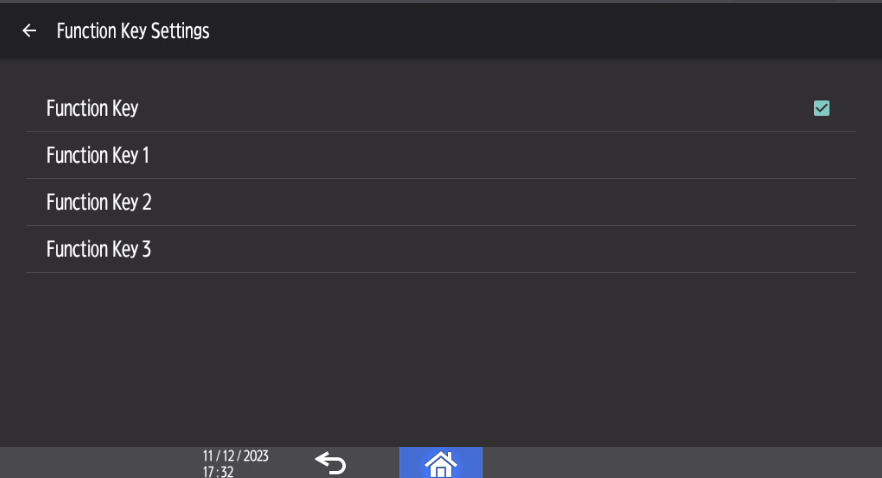 Function Key Settings
Function Key
Function Key 1
Function Key 2
Function Key 3
11 / 12 / 2023
17 : 32